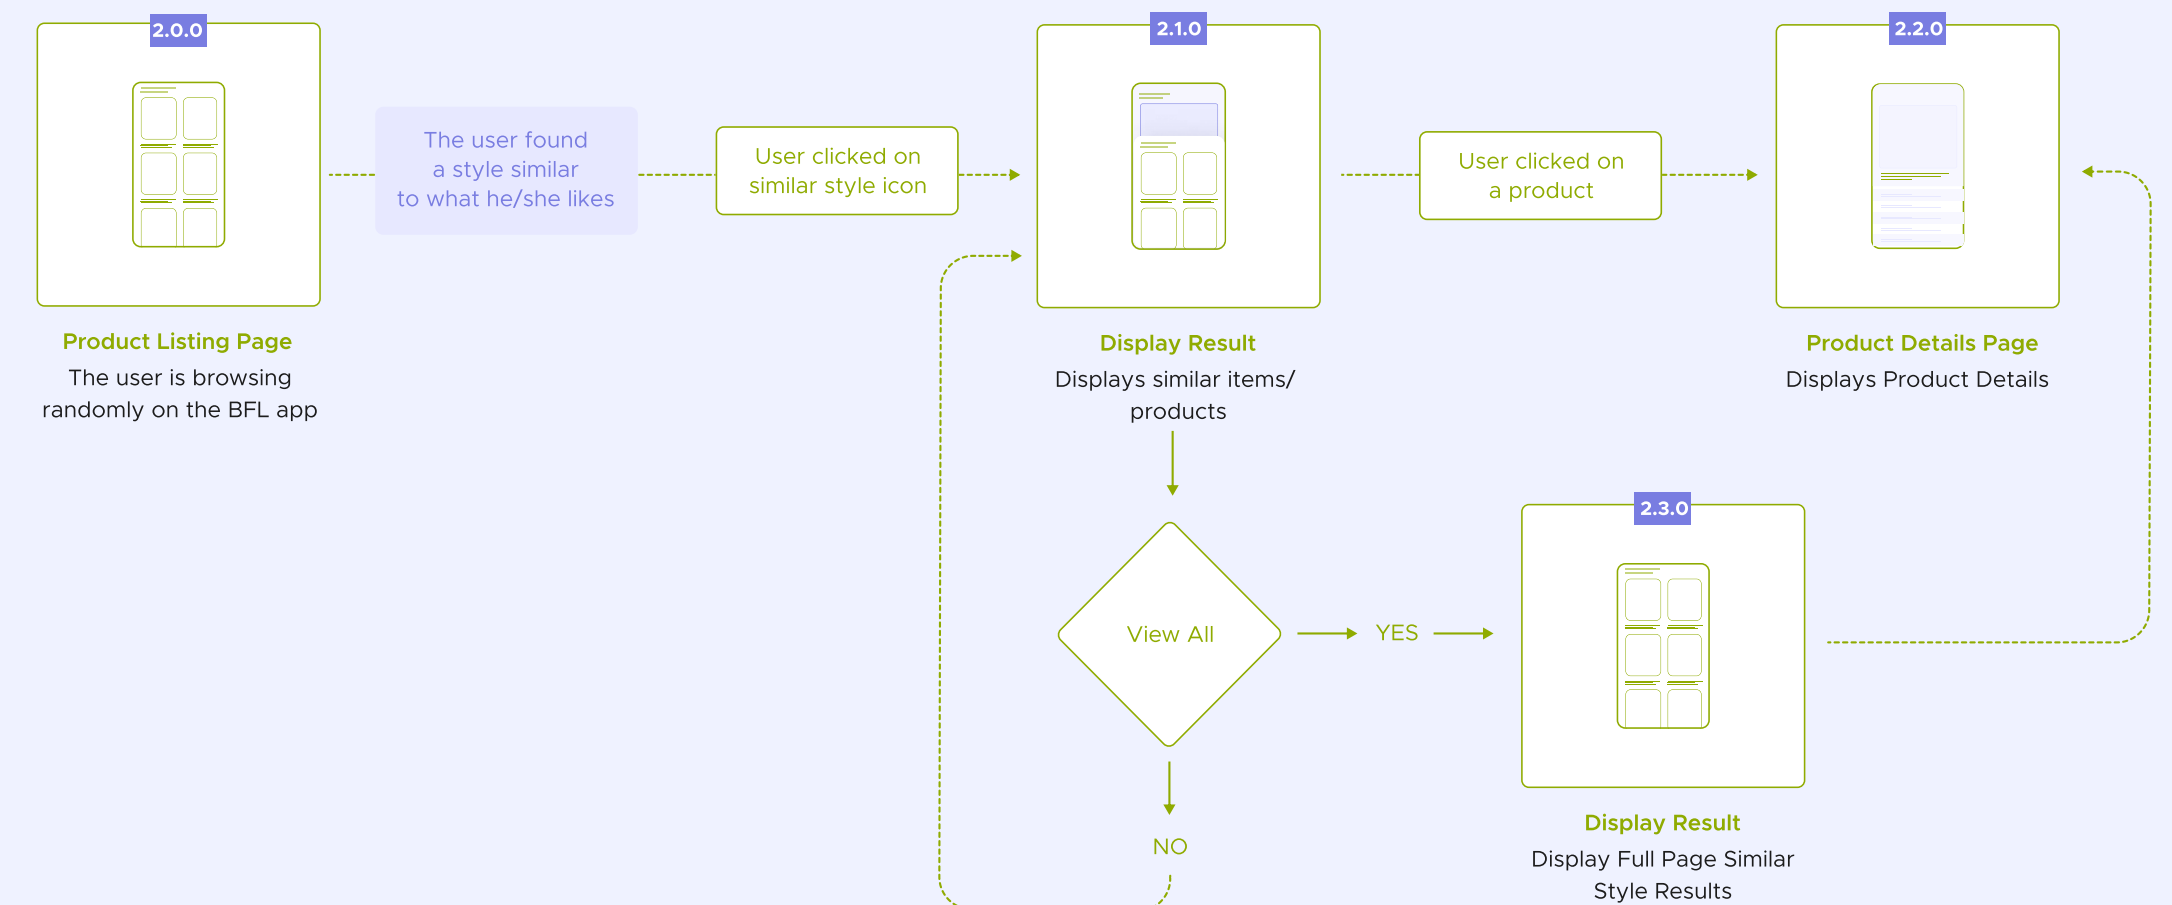 2.0.0
Product Listing Page
The user is browsing
randomly on the BFL app
The user found
a style similar
to what he/she likes
User clicked on
similar style icon
2.1.0
Display Result
Displays similar items/
products
User clicked on
a product
2.2.0
Product Details Page
Displays Product Details
View All
YES
NO
2.3.0
Display Result
Display Full Page Similar
Style Results